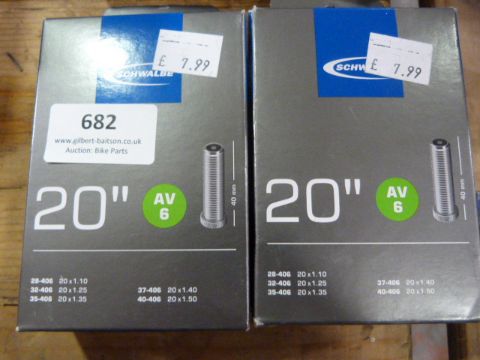 £ 7.99
SCHWALBE
682
www.gilbert-baitson.co.uk
Auction: Bike Parts
20"
AV
6
40 mm
28-406 20 x 1.10
32-406 20 x 1.25
35-406 20 x 1.35
37-406 20 x 1.40
40-406 20 x 1.50
£ 7.99
SCHWALBE
20"
AV
6
40 mm
28-406 20 x 1.10
32-406 20 x 1.25
35-406 20 x 1.35
37-406 20 x 1.40
40-406 20 x 1.50